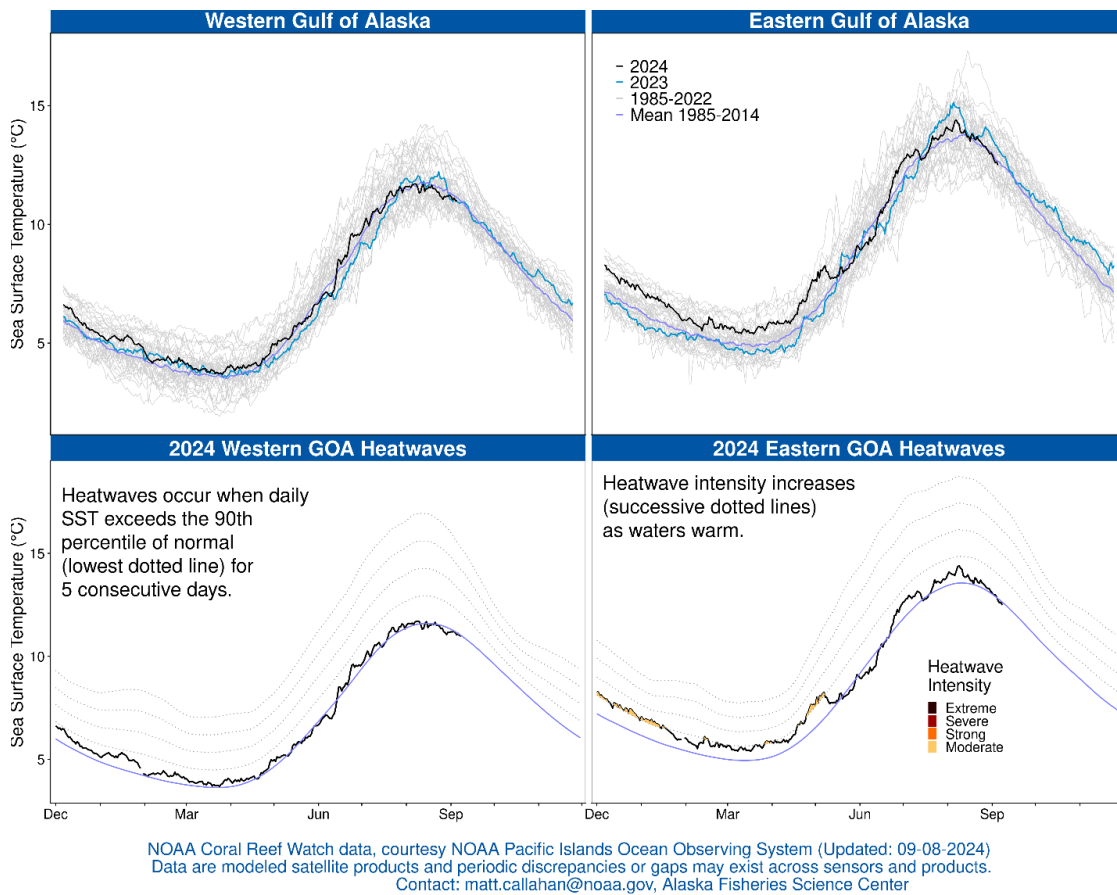 Western Gulf of Alaska
Eastern Gulf of Alaska
2024
2023
1985-2022
Mean 1985-2014
Sea Surface Temperature (°C)
15
10
5
2024 Western GOA Heatwaves
2024 Eastern GOA Heatwaves
Heatwaves occur when daily
SST exceeds the 90th
percentile of normal
(lowest dotted line) for
5 consecutive days.
Heatwave intensity increases
(successive dotted lines)
as waters warm.
Sea Surface Temperature (°C)
15
10
5
Heatwave
Intensity
Extreme
Severe
Strong
Moderate
Dec
Mar
Jun
Sep
Dec
Mar
Jun
Sep
NOAA Coral Reef Watch data, courtesy NOAA Pacific Islands Ocean Observing System (Updated: 09-08-2024)
Data are modeled satellite products and periodic discrepancies or gaps may exist across sensors and products.
Contact: matt.callahan@noaa.gov, Alaska Fisheries Science Center